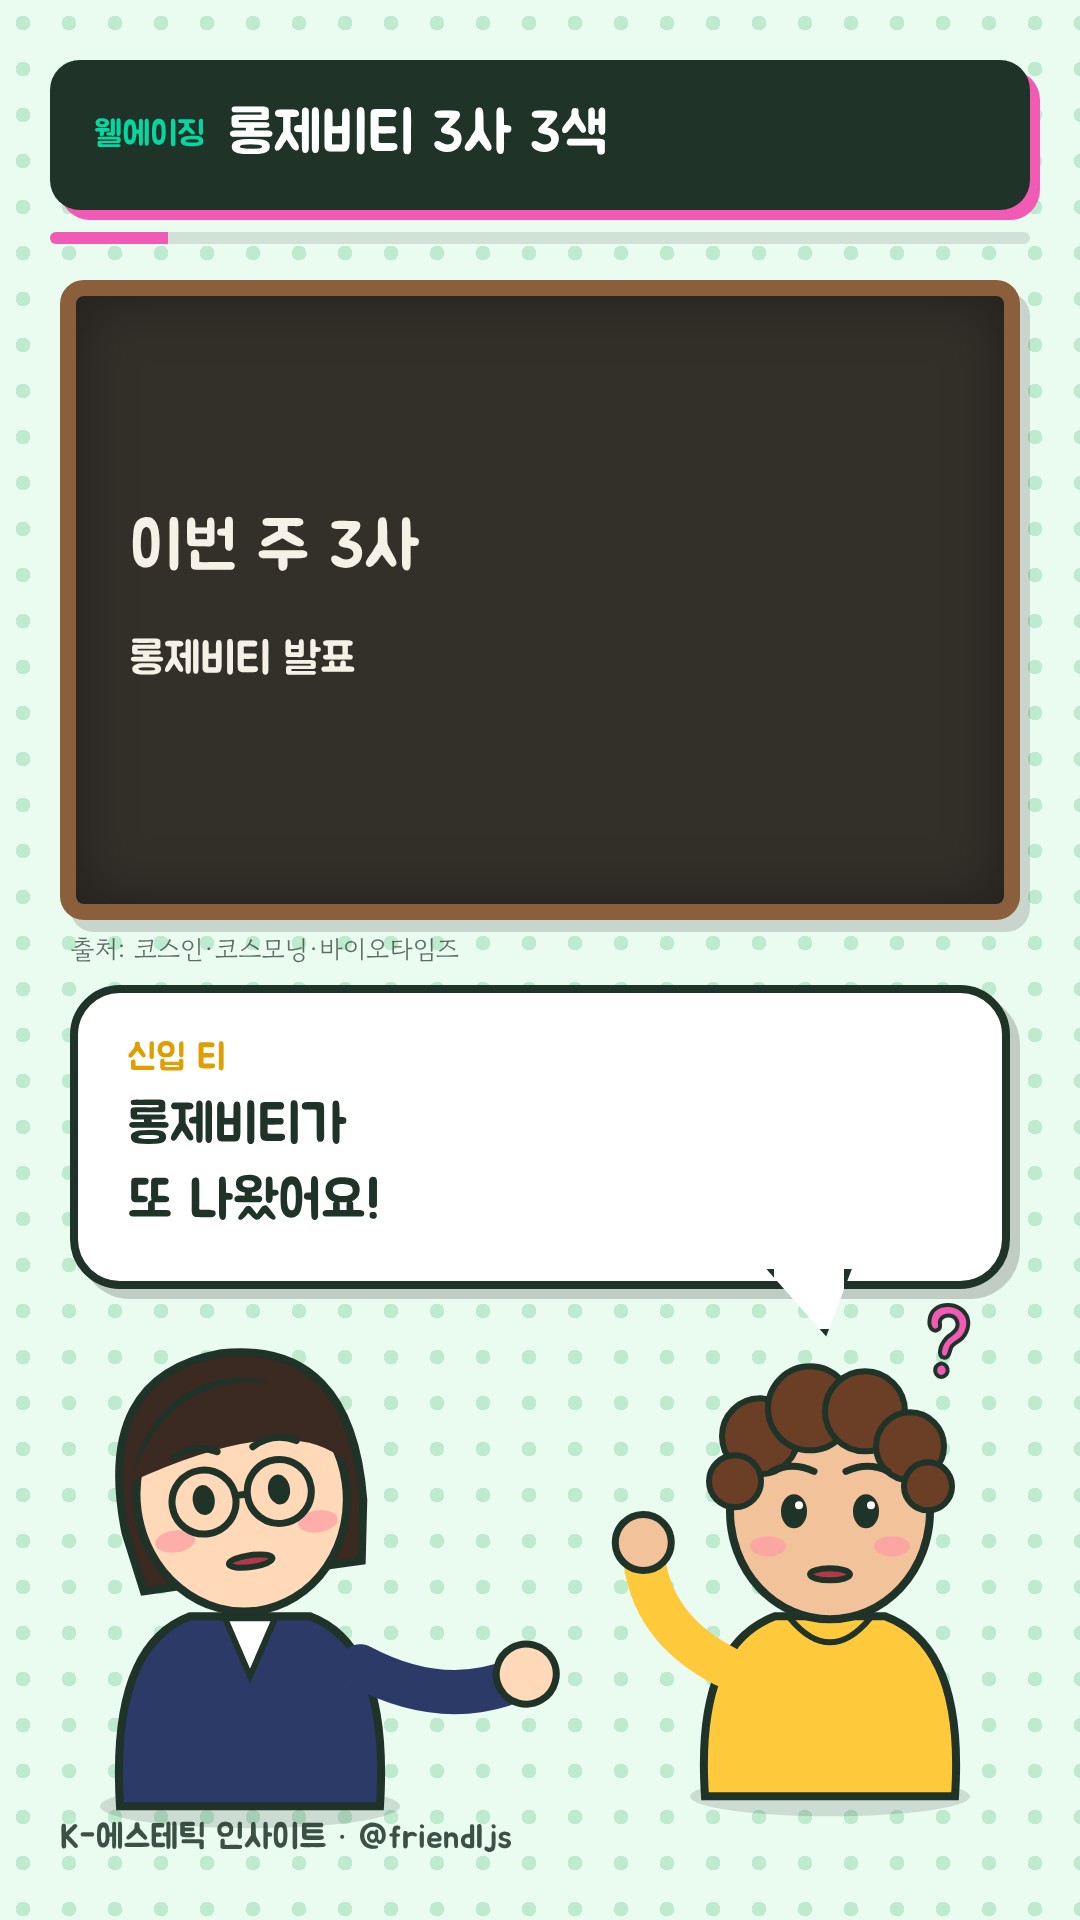 웰에이징 롱제비티 3사 3색
이번 주 3사
롱제비티 발표
출처: 코스인·코스모닝·바이오타임즈
신입 티
롱제비티가
또 나왔어요!
?
K-에스테틱 인사이트 · @friendljs